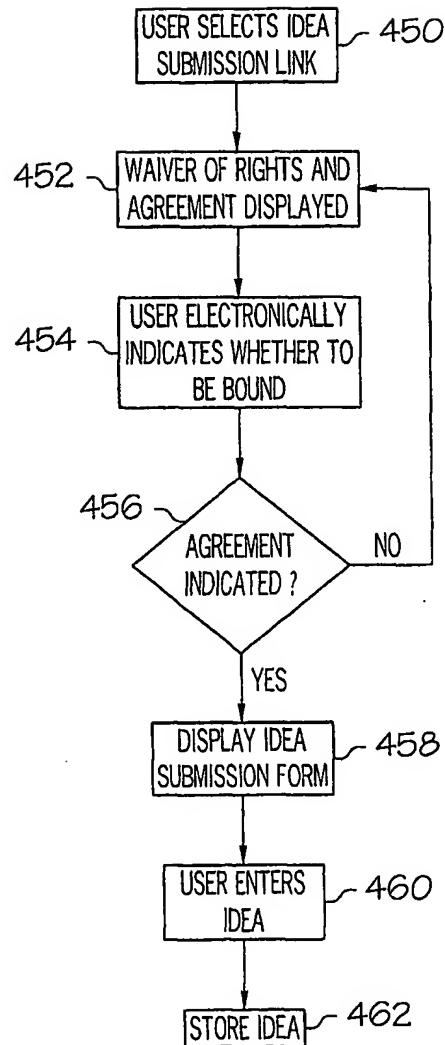 USER SELECTS IDEA
SUBMISSION LINK
450
452
WAIVER OF RIGHTS AND
AGREEMENT DISPLAYED
454
USER ELECTRONICALLY
INDICATES WHETHER TO
BE BOUND
456
AGREEMENT
INDICATED ?
NO
YES
DISPLAY IDEA
SUBMISSION FORM
458
USER ENTERS
IDEA
460
STORE IDEA
462